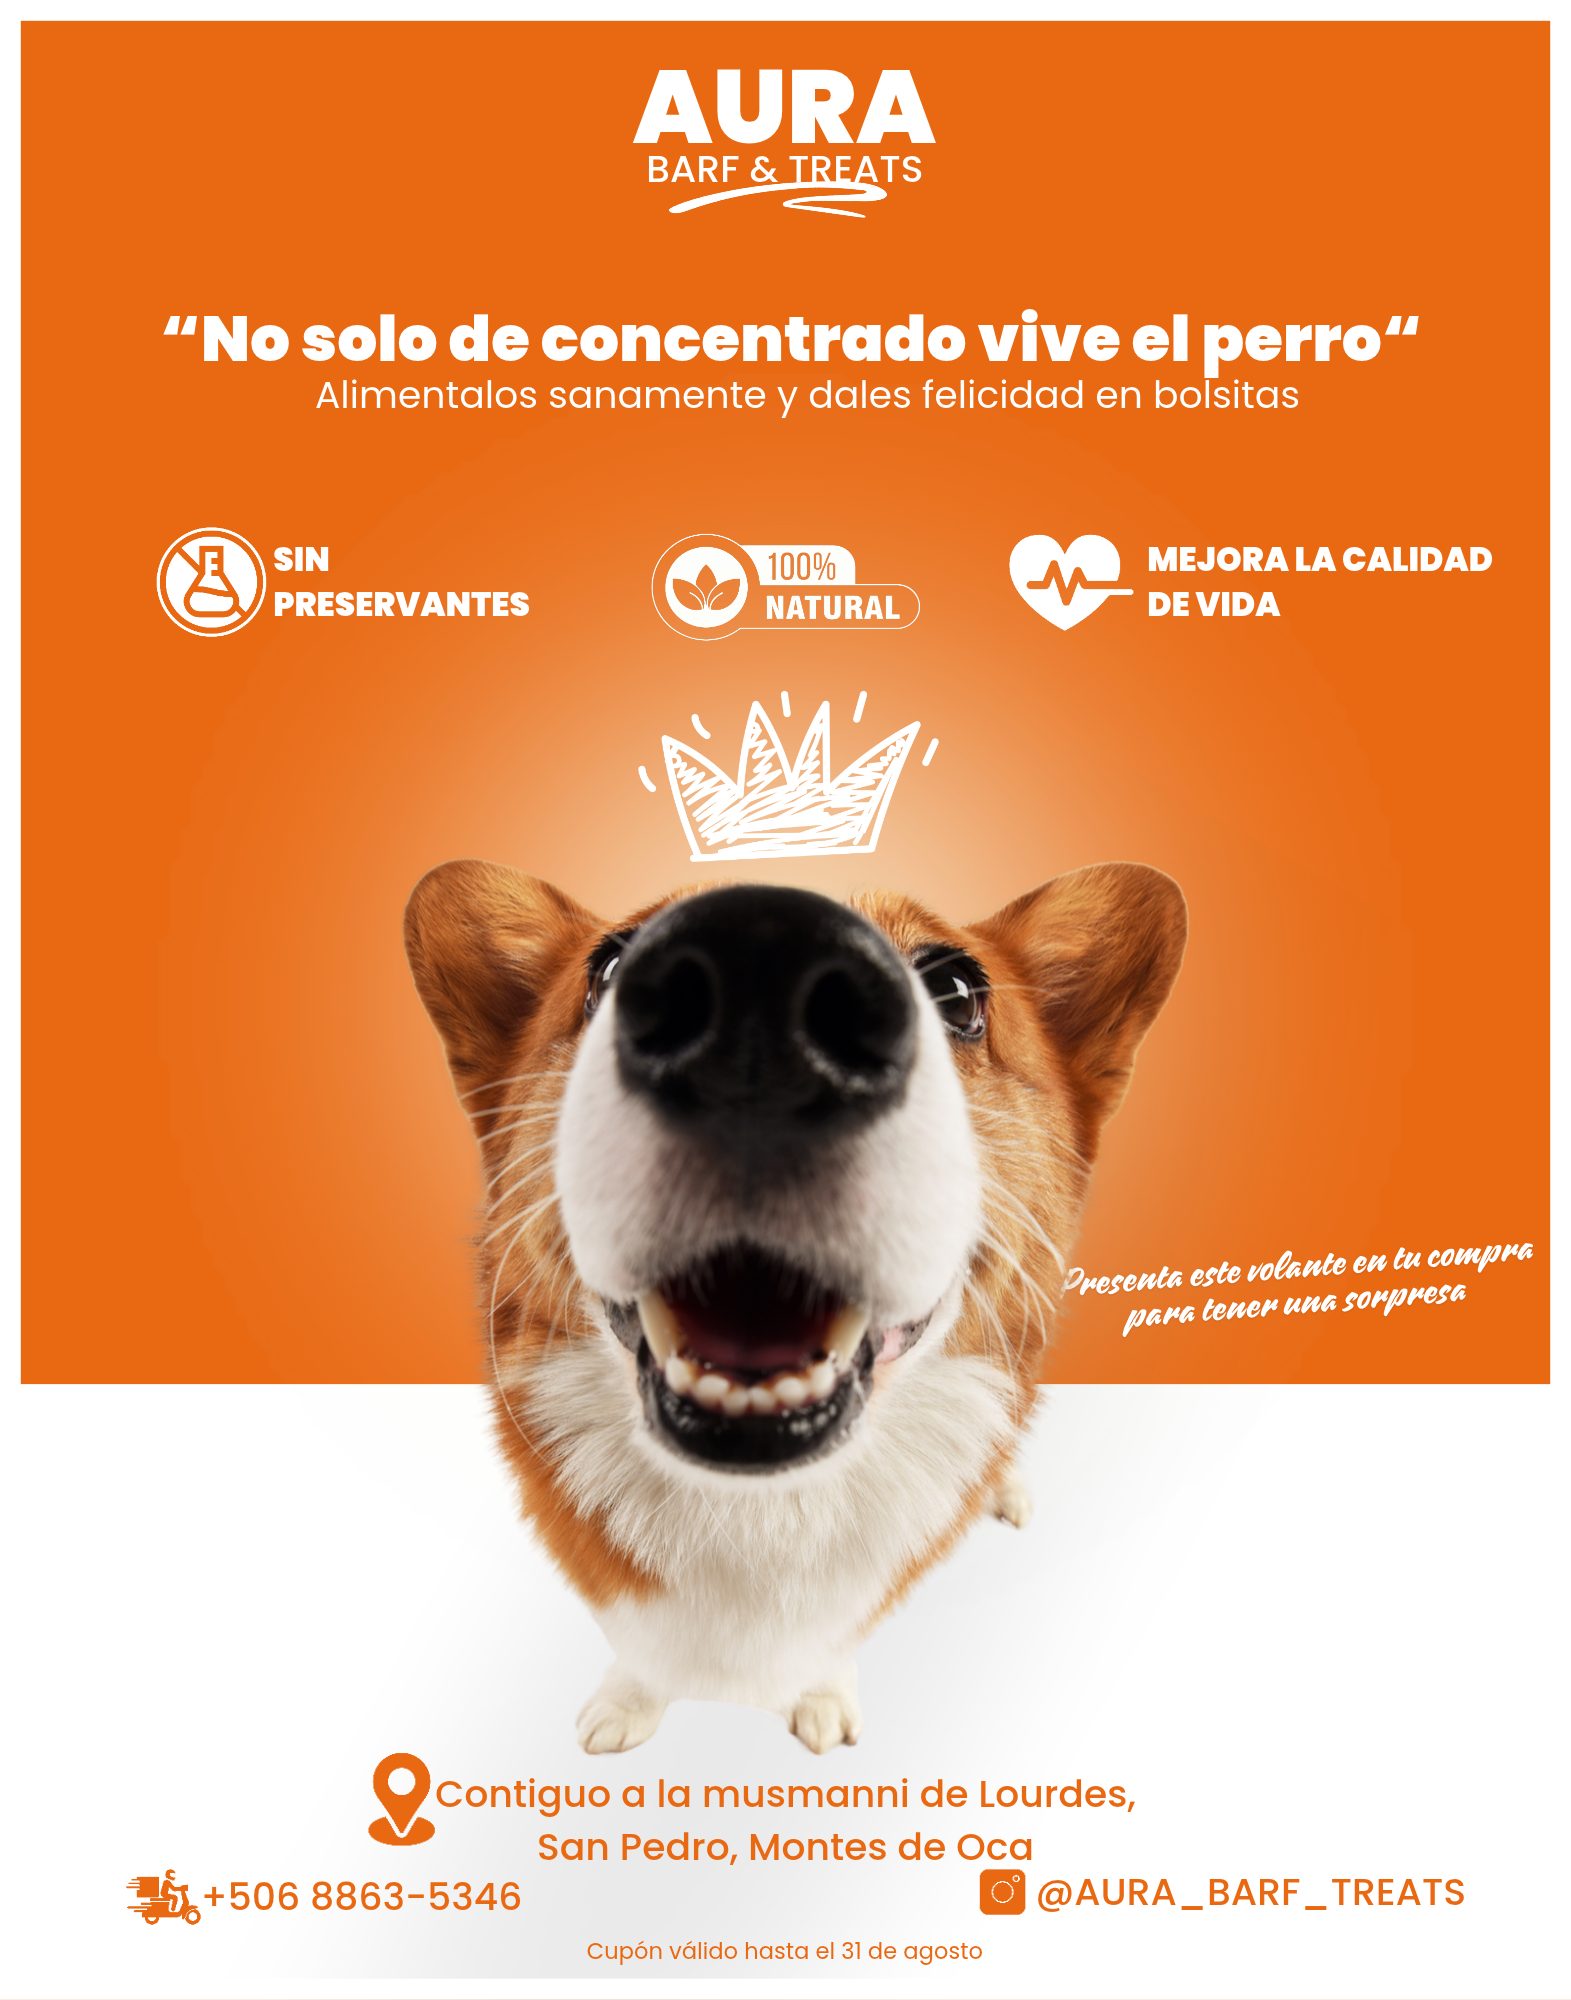 AURA
BARF & TREATS
“No solo de concentrado vive el perro“
Alimentalos sanamente y dales felicidad en bolsitas
SIN
PRESERVANTES
100%
NATURAL
MEJORA LA CALIDAD
DE VIDA
Presenta este volante en tu compra
para tener una sorpresa
Contiguo a la musmanni de Lourdes,
San Pedro, Montes de Oca
+506 8863-5346
@AURA_BARF_TREATS
Cupón válido hasta el 31 de agosto